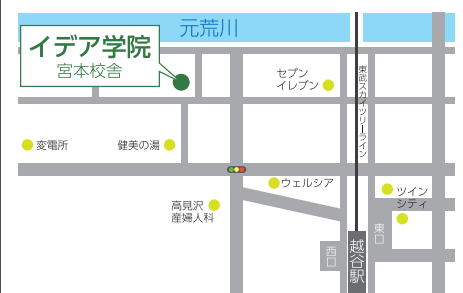 元荒川
イデア学院
宮本校舎
セブン
イレブン
東武スカイツリーライン
変電所
健美の湯
ウェルシア
ツイン
シティ
高見沢
産婦人科
東口
西口
越谷駅